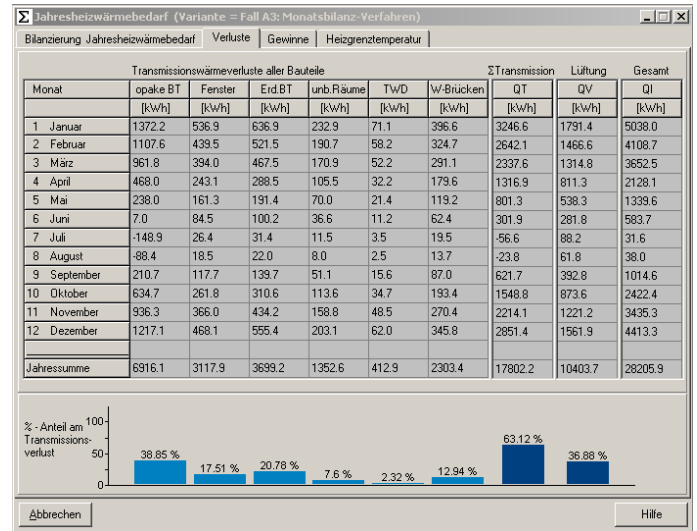 Σ Jahresheizwärmebedarf (Variante = Fall A3: Monatsbilanz-Verfahren)
Bilanzierung Jahresheizwärmebedarf Verluste Gewinne Heizgrenztemperatur
Transmissionswärmeverluste aller Bauteile ΣTransmission Lüftung Gesamt
Monat opake BT Fenster Erd.BT unb.Räume TWD W-Brücken QT QV Ql
[kWh] [kWh] [kWh] [kWh] [kWh] [kWh] [kWh] [kWh] [kWh]
1 Januar 1372.2 536.9 636.9 232.9 71.1 396.6 3246.6 1791.4 5038.0
2 Februar 1107.6 439.5 521.5 190.7 58.2 324.7 2642.1 1466.6 4108.7
3 März 961.8 394.0 467.5 170.9 52.2 291.1 2337.6 1314.8 3652.5
4 April 468.0 243.1 288.5 105.5 32.2 179.6 1316.9 811.3 2128.1
5 Mai 238.0 161.3 191.4 70.0 21.4 119.2 801.3 538.3 1339.6
6 Juni 7.0 84.5 100.2 36.6 11.2 62.4 301.9 281.8 583.7
7 Juli -148.9 26.4 31.4 11.5 3.5 19.5 -56.6 88.2 31.6
8 August -88.4 18.5 22.0 8.0 2.5 13.7 -23.8 61.8 38.0
9 September 210.7 117.7 139.7 51.1 15.6 87.0 621.7 392.8 1014.6
10 Oktober 634.7 261.8 310.6 113.6 34.7 193.4 1548.8 873.6 2422.4
11 November 936.3 366.0 434.2 158.8 48.5 270.4 2214.1 1221.2 3435.3
12 Dezember 1217.1 468.1 555.4 203.1 62.0 345.8 2851.4 1561.9 4413.3
Jahressumme 6916.1 3117.9 3699.2 1352.6 412.9 2303.4 17802.2 10403.7 28205.9
% - Anteil am
Transmissions-
verlust
100
50
0
38.85 % 17.51 % 20.78 % 7.6 % 2.32 % 12.94 % 63.12 % 36.88 %
Abbrechen Hilfe